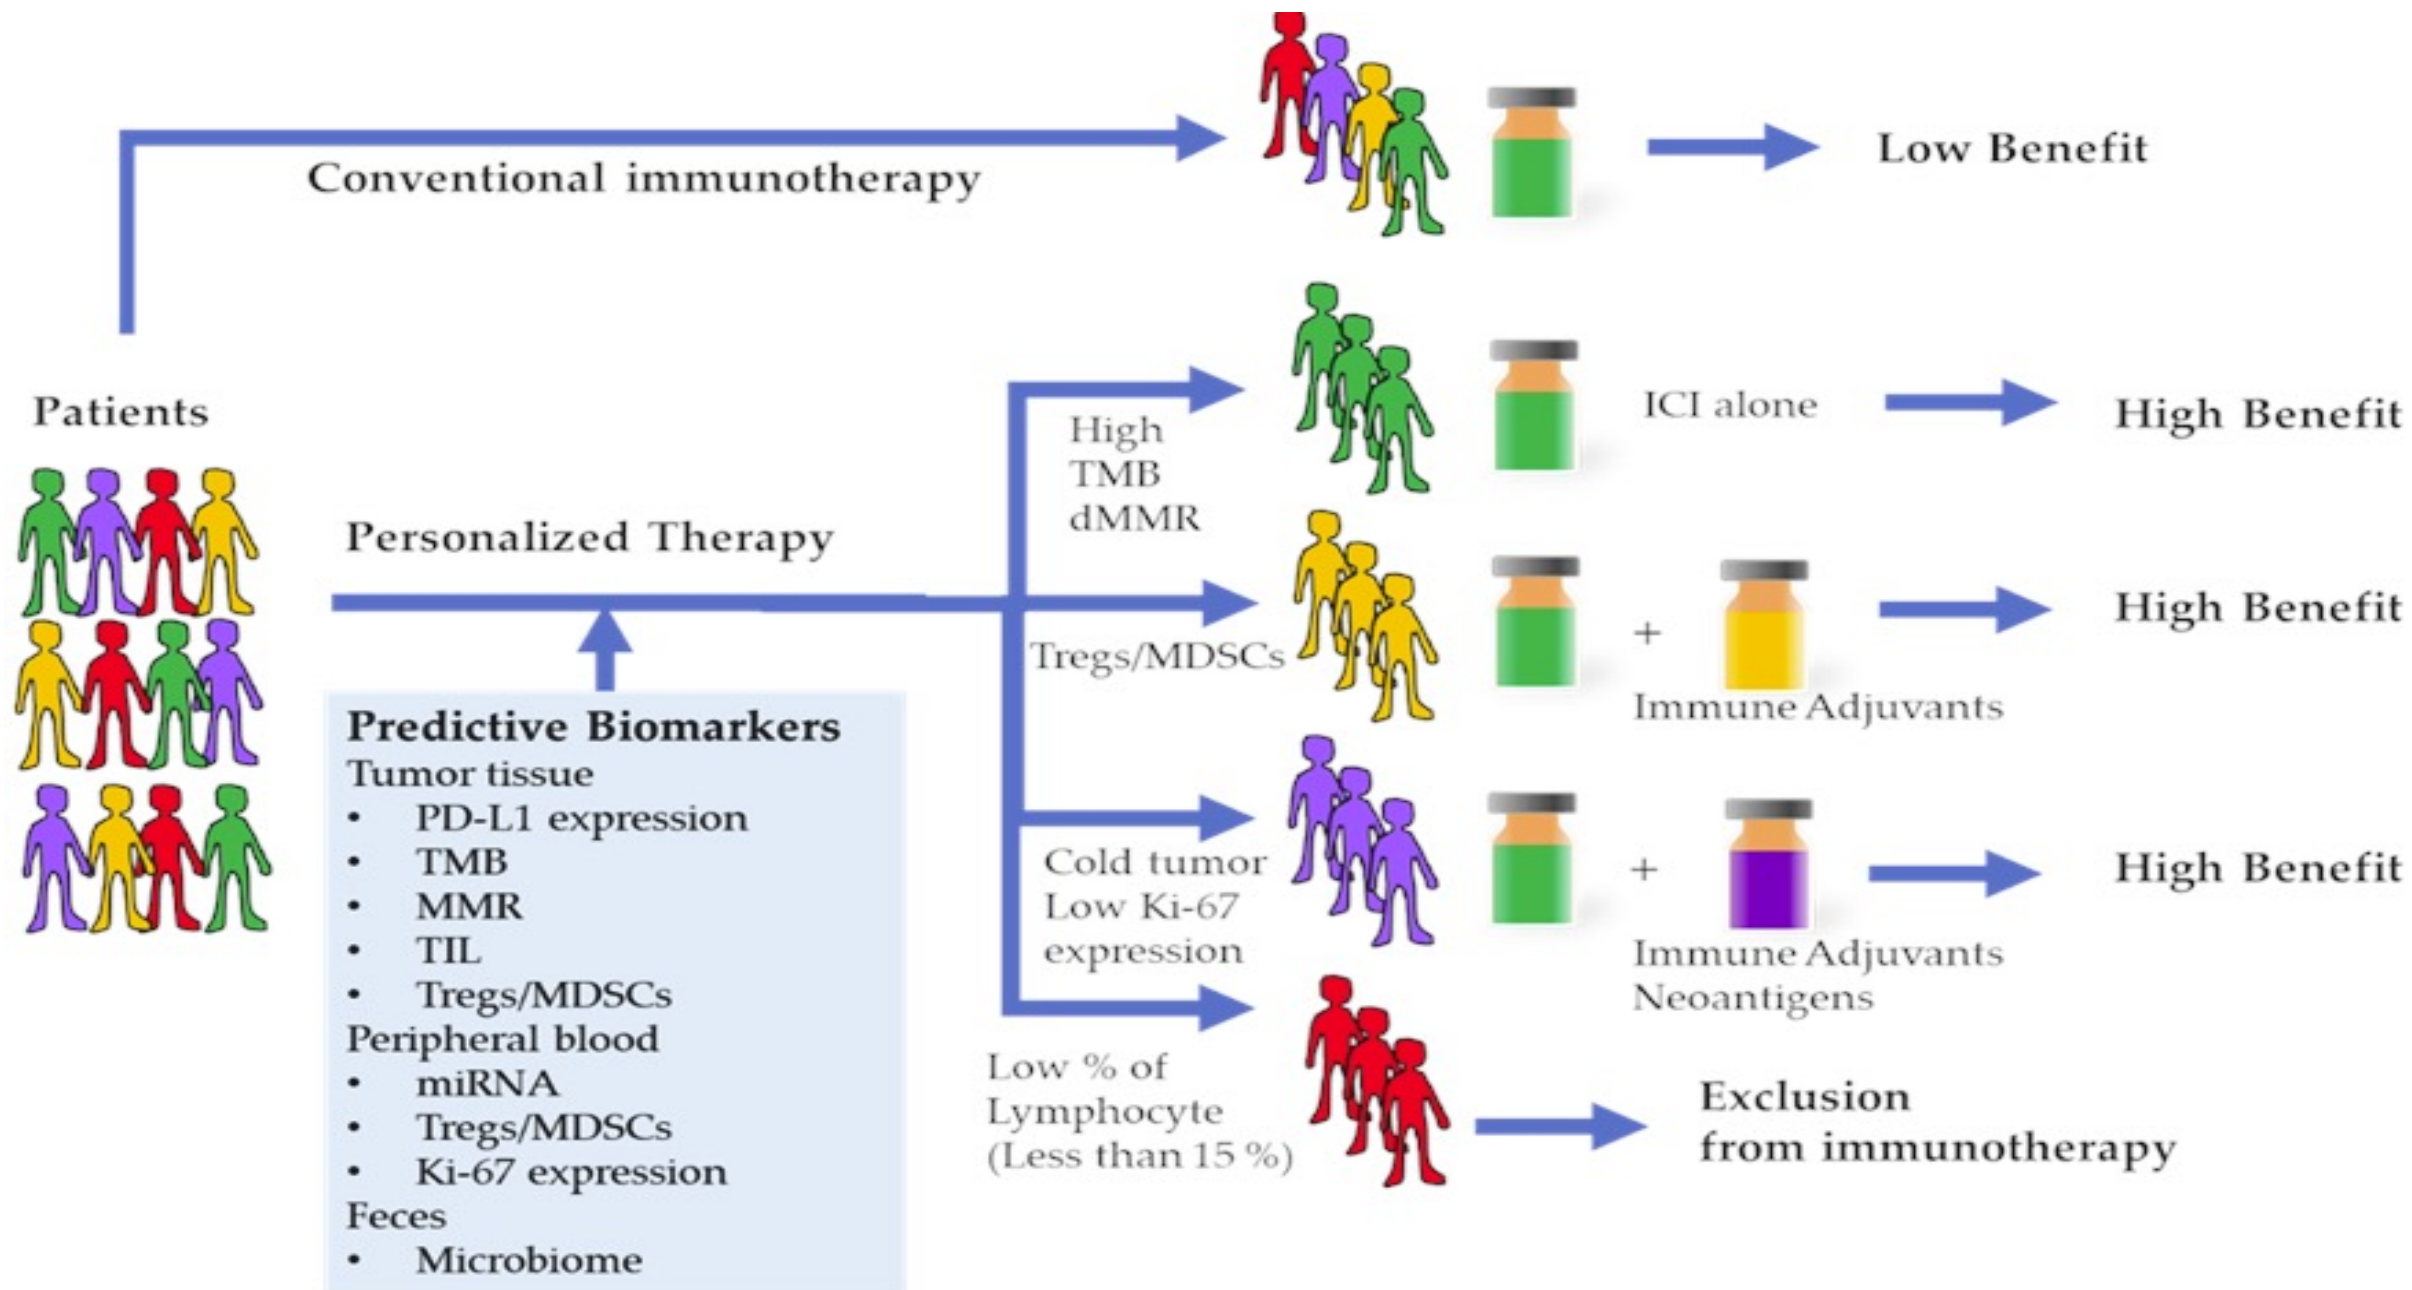 Conventional immunotherapy
Low Benefit
Patients
Personalized Therapy
High
TMB
dMMR
ICI alone
High Benefit
Tregs/MDSCs
+
Immune Adjuvants
High Benefit
Cold tumor
Low Ki-67
expression
+
Immune Adjuvants
Neoantigens
High Benefit
Low % of
Lymphocyte
(Less than 15 %)
Exclusion
from immunotherapy
Predictive Biomarkers
Tumor tissue
• PD-L1 expression
• TMB
• MMR
• TIL
• Tregs/MDSCs
Peripheral blood
• miRNA
• Tregs/MDSCs
• Ki-67 expression
Feces
• Microbiome